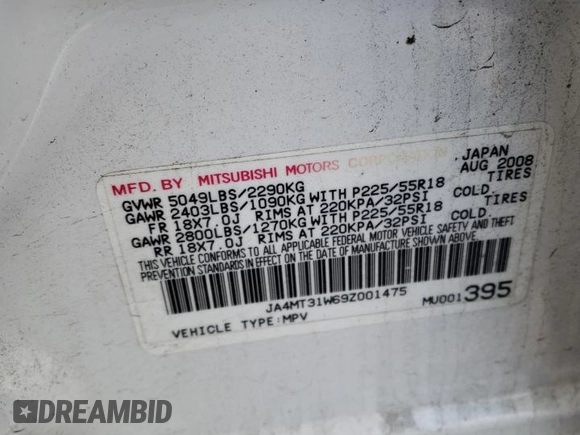 MFD. BY MITSUBISHI MOTORS CORPORATION JAPAN
AUG 2008
GVWR 5049LBS/2290KG
GAWR 2403LBS/1090KG WITH P225/55R18 TIRES
FR 18X7.0J RIMS AT 220KPA/32PSI COLD.
GAWR 2800LBS/1270KG WITH P225/55R18 TIRES
RR 18X7.0J RIMS AT 220KPA/32PSI COLD.
THIS VEHICLE CONFORMS TO ALL APPLICABLE FEDERAL MOTOR VEHICLE
SAFETY AND THEFT PREVENTION STANDARDS IN EFFECT ON THE DATE OF
MANUFACTURE SHOWN ABOVE.
JA4MT31W69Z001475 MU001395
VEHICLE TYPE:MPV
DREAMBID